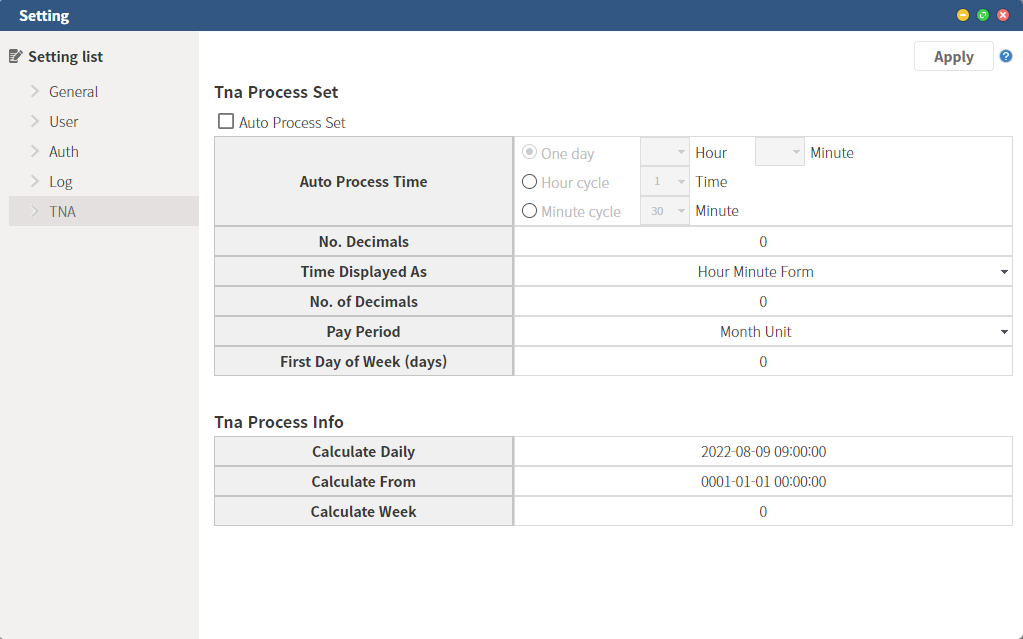 Setting
Setting list
General
User
Auth
Log
TNA
Apply
Tna Process Set
Auto Process Set
Auto Process Time
One day Hour Minute
Hour cycle 1 Time
Minute cycle 30 Minute
No. Decimals 0
Time Displayed As Hour Minute Form
No. of Decimals 0
Pay Period Month Unit
First Day of Week (days) 0
Tna Process Info
Calculate Daily 2022-08-09 09:00:00
Calculate From 0001-01-01 00:00:00
Calculate Week 0